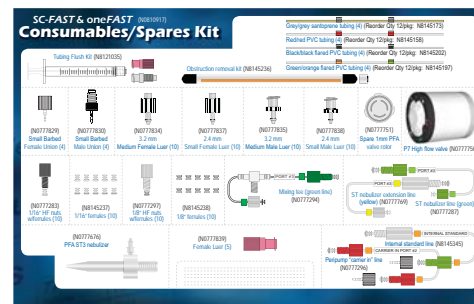 SC-FAST & oneFAST (N0810917)
Consumables/Spares Kit
Grey/grey santoprene tubing (4) (Reorder Qty 12/pkg: N8145173)
Red/red PVC tubing (4) (Reorder Qty 12/pkg: N8145158)
Black/black flared PVC tubing (4) (Reorder Qty 12/pkg: N8145202)
Green/orange flared PVC tubing (4) (Reorder Qty 12/pkg: N8145197)
Tubing Flush Kit (N8121035)
Obstruction removal kit (N8145236)
(N0777829)
Small Barbed
Female Union (4)
(N0777830)
Small Barbed
Male Union (4)
(N0777834)
3.2 mm
Medium Female Luer (10)
(N0777837)
2.4 mm
Small Female Luer (10)
(N0777835)
3.2 mm
Medium Male Luer (10)
(N0777838)
2.4 mm
Small Male Luer (10)
(N0777751)
Spare 1mm PFA
valve rotor
P7 High flow valve (N077775
(N0777283)
1/16" HF nuts
w/ferrules (10)
(N8145237)
1/16" ferrules (10)
(N0777297)
1/8" HF nuts
w/ferrules (10)
(N8145238)
1/8" ferrules (10)
PORT #3
Mixing tee (green line)
(N0777294)
PORT #2
PORT #3
ST nebulizer extension line
(yellow) (N0777769)
ST nebulizer line (green)
(N0777287)
(N0777676)
PFA ST3 nebulizer
(N0777839)
Female Luer (5)
INTERNAL STANDARD
Internal standard line (N8145345)
CARRIER IN PORT #2
Peripump "carrier in" line
(N0777296)